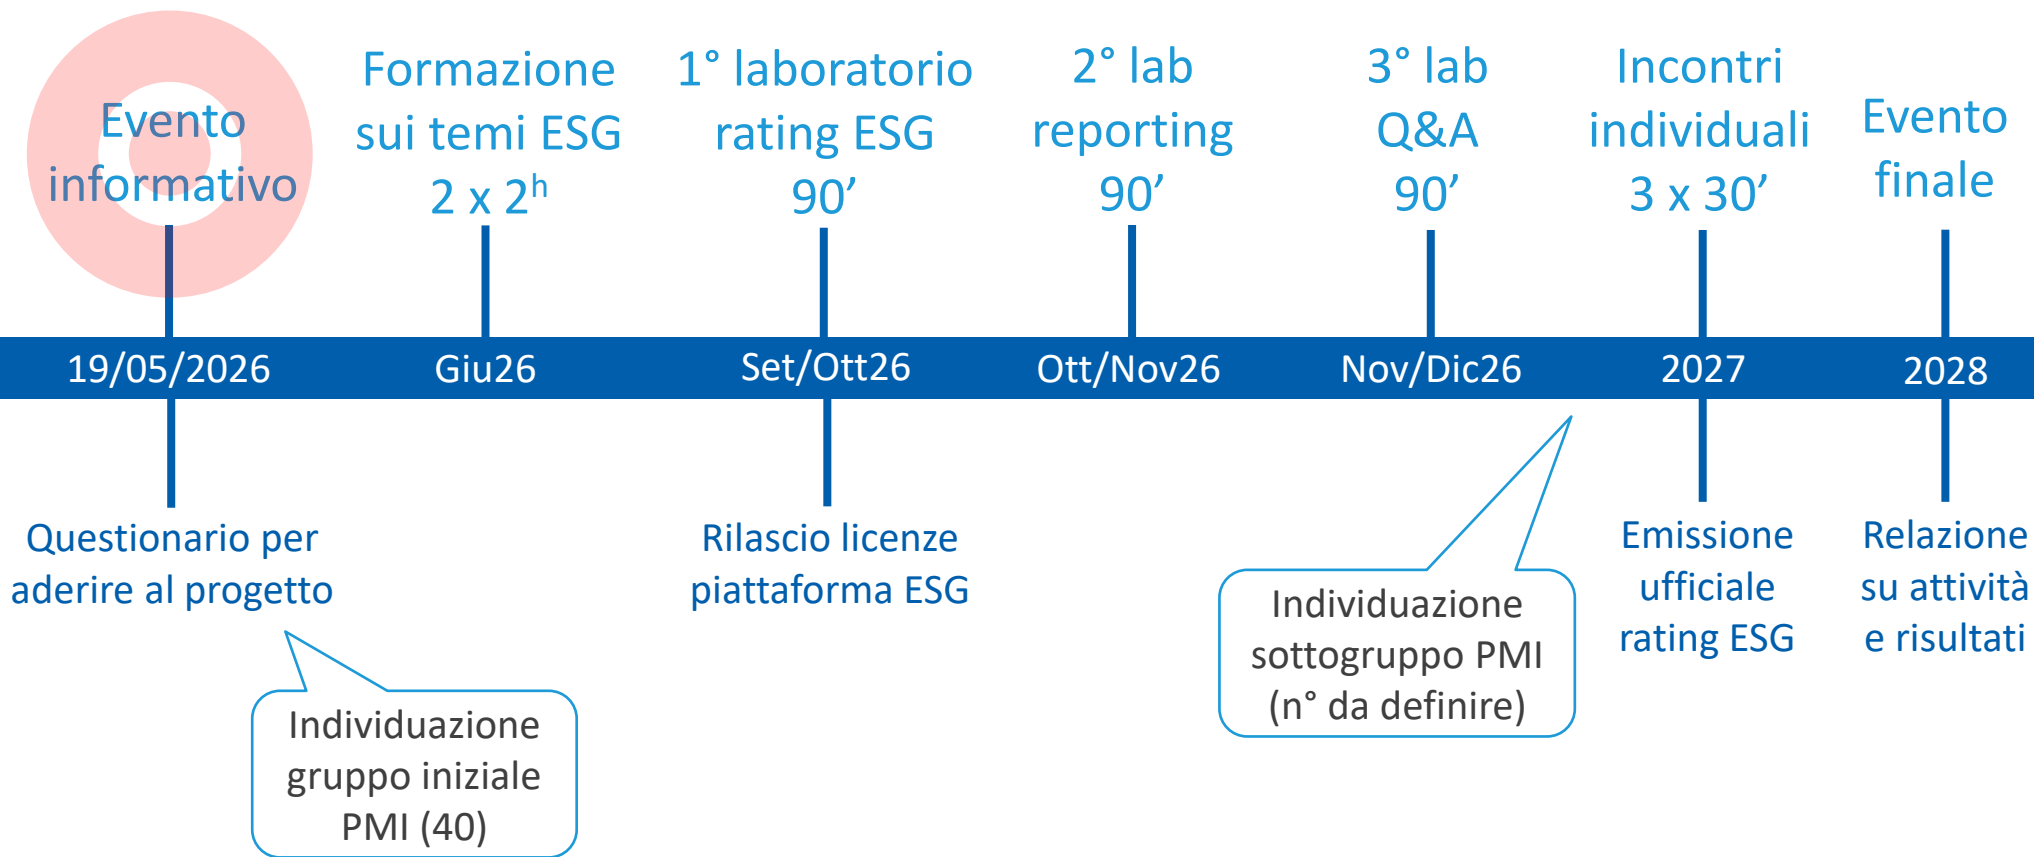 Evento
informativo
Formazione
sui temi ESG
2 x 2h
1° laboratorio
rating ESG
90’
2° lab
reporting
90’
3° lab
Q&A
90’
Incontri
individuali
3 x 30’
Evento
finale
19/05/2026
Giu26
Set/Ott26
Ott/Nov26
Nov/Dic26
2027
2028
Questionario per
aderire al progetto
Individuazione
gruppo iniziale
PMI (40)
Rilascio licenze
piattaforma ESG
Individuazione
sottogruppo PMI
(n° da definire)
Emissione
ufficiale
rating ESG
Relazione
su attività
e risultati